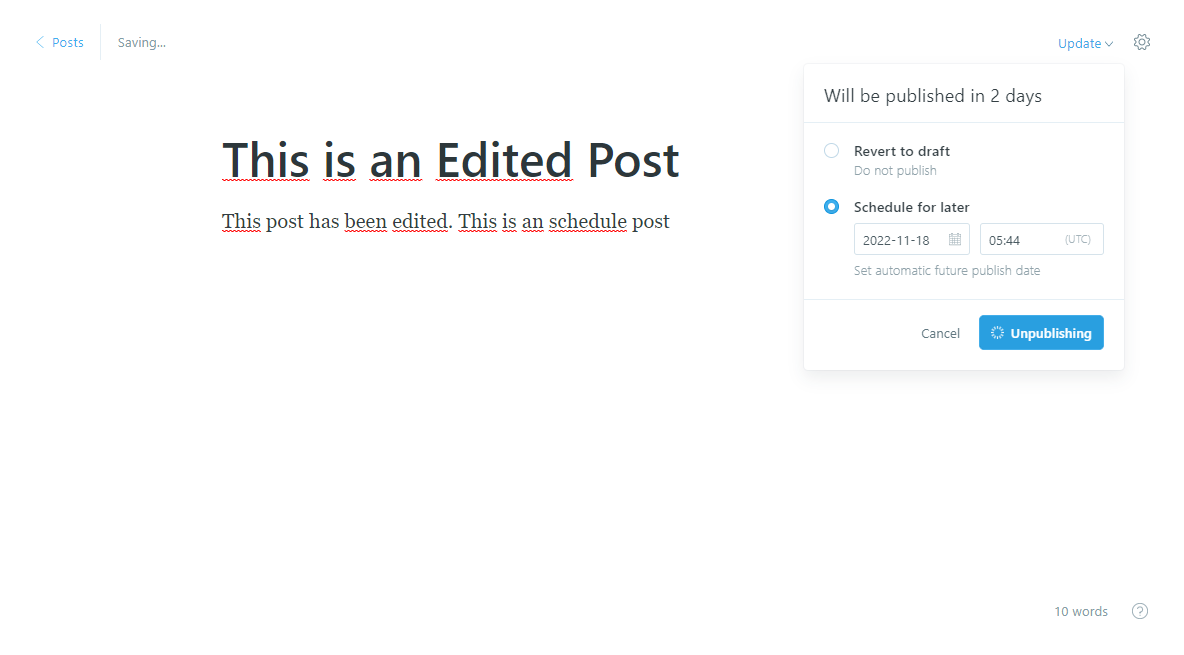 Posts
Saving...
Update
Will be published in 2 days
Revert to draft
Do not publish
Schedule for later
2022-11-18
05:44 (UTC)
Set automatic future publish date
Cancel
Unpublishing
This is an Edited Post
This post has been edited. This is an schedule post
10 words
?